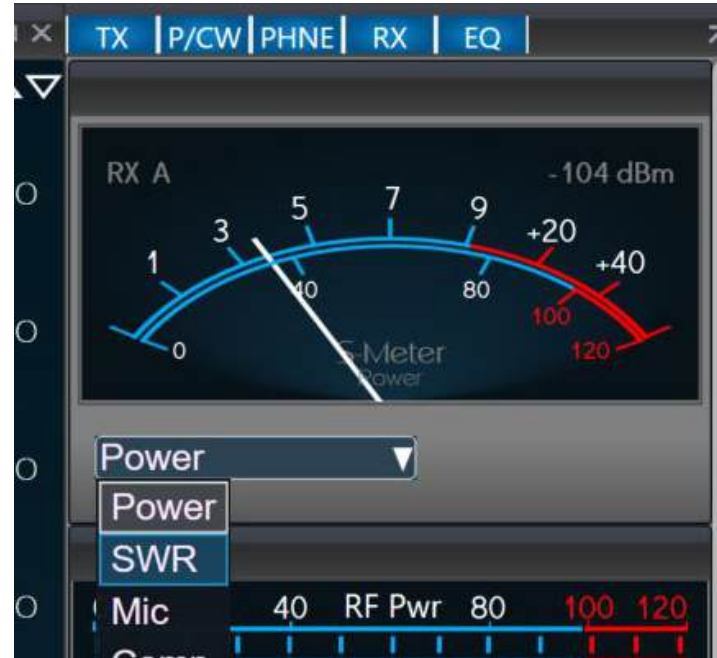 TX P/CW PHNE RX EQ
RX A -104 dBm
1 3 5 7 9 +20 +40
0 40 80 100 120
S-Meter
Power
Power
Power
SWR
Mic 40 RF Pwr 80 100 120